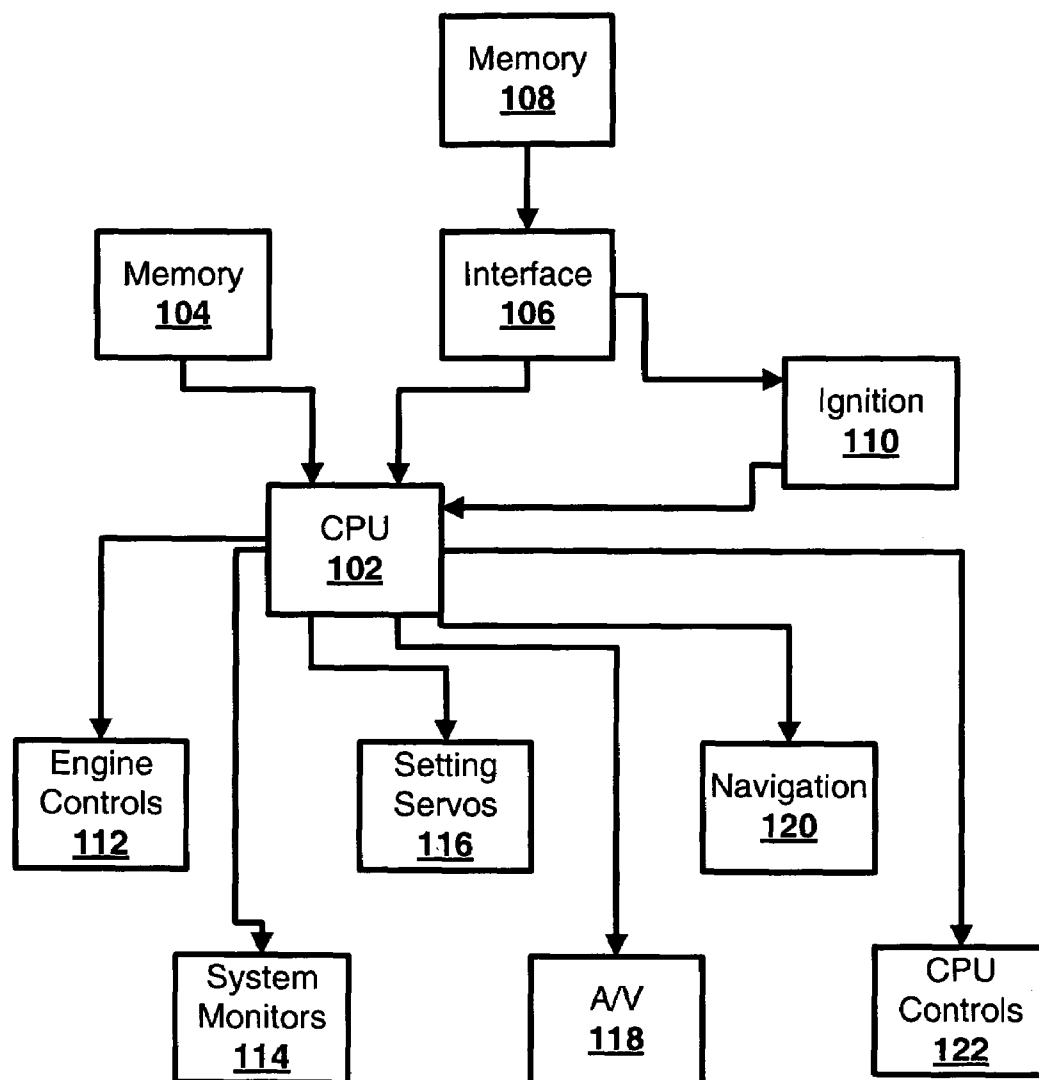 Memory
108
Memory
104
Interface
106
Ignition
110
CPU
102
Engine
Controls
112
Setting
Servos
116
Navigation
120
System
Monitors
114
A/V
118
CPU
Controls
122